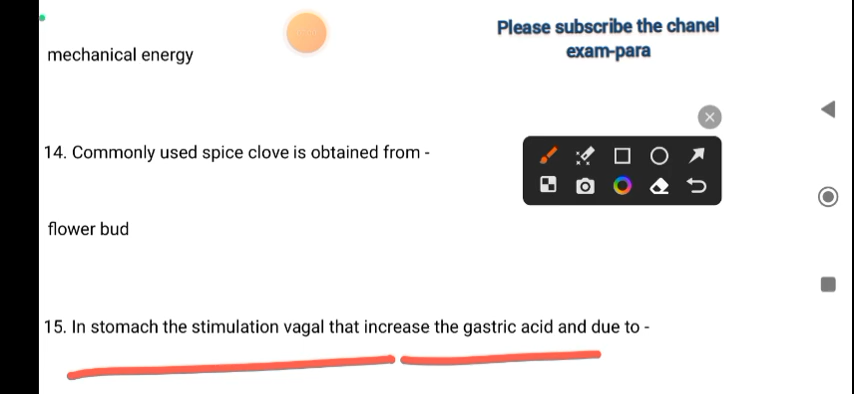 Please subscribe the chanel
exam-para
mechanical energy
14. Commonly used spice clove is obtained from -
flower bud
15. In stomach the stimulation vagal that increase the gastric acid and due to -